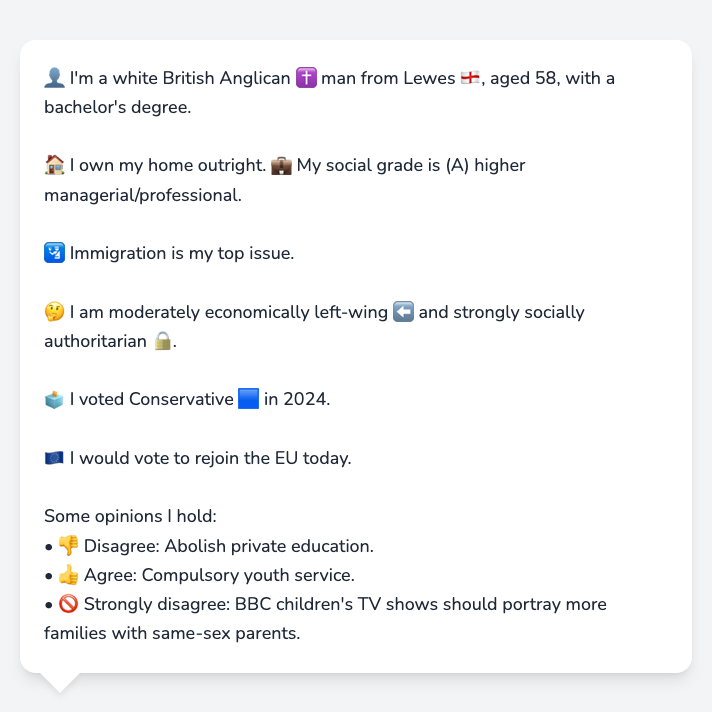 👤 I'm a white British Anglican ✝️ man from Lewes 🏴󠁧󠁢󠁥󠁮󠁧󠁿, aged 58, with a
bachelor's degree.
🏠 I own my home outright. 💼 My social grade is (A) higher
managerial/professional.
🛂 Immigration is my top issue.
🤔 I am moderately economically left-wing ⬅️ and strongly socially
authoritarian 🔒.
🗳️ I voted Conservative 🟦 in 2024.
🇪🇺 I would vote to rejoin the EU today.
Some opinions I hold:
• 👎 Disagree: Abolish private education.
• 👍 Agree: Compulsory youth service.
• 🚫 Strongly disagree: BBC children's TV shows should portray more
families with same-sex parents.